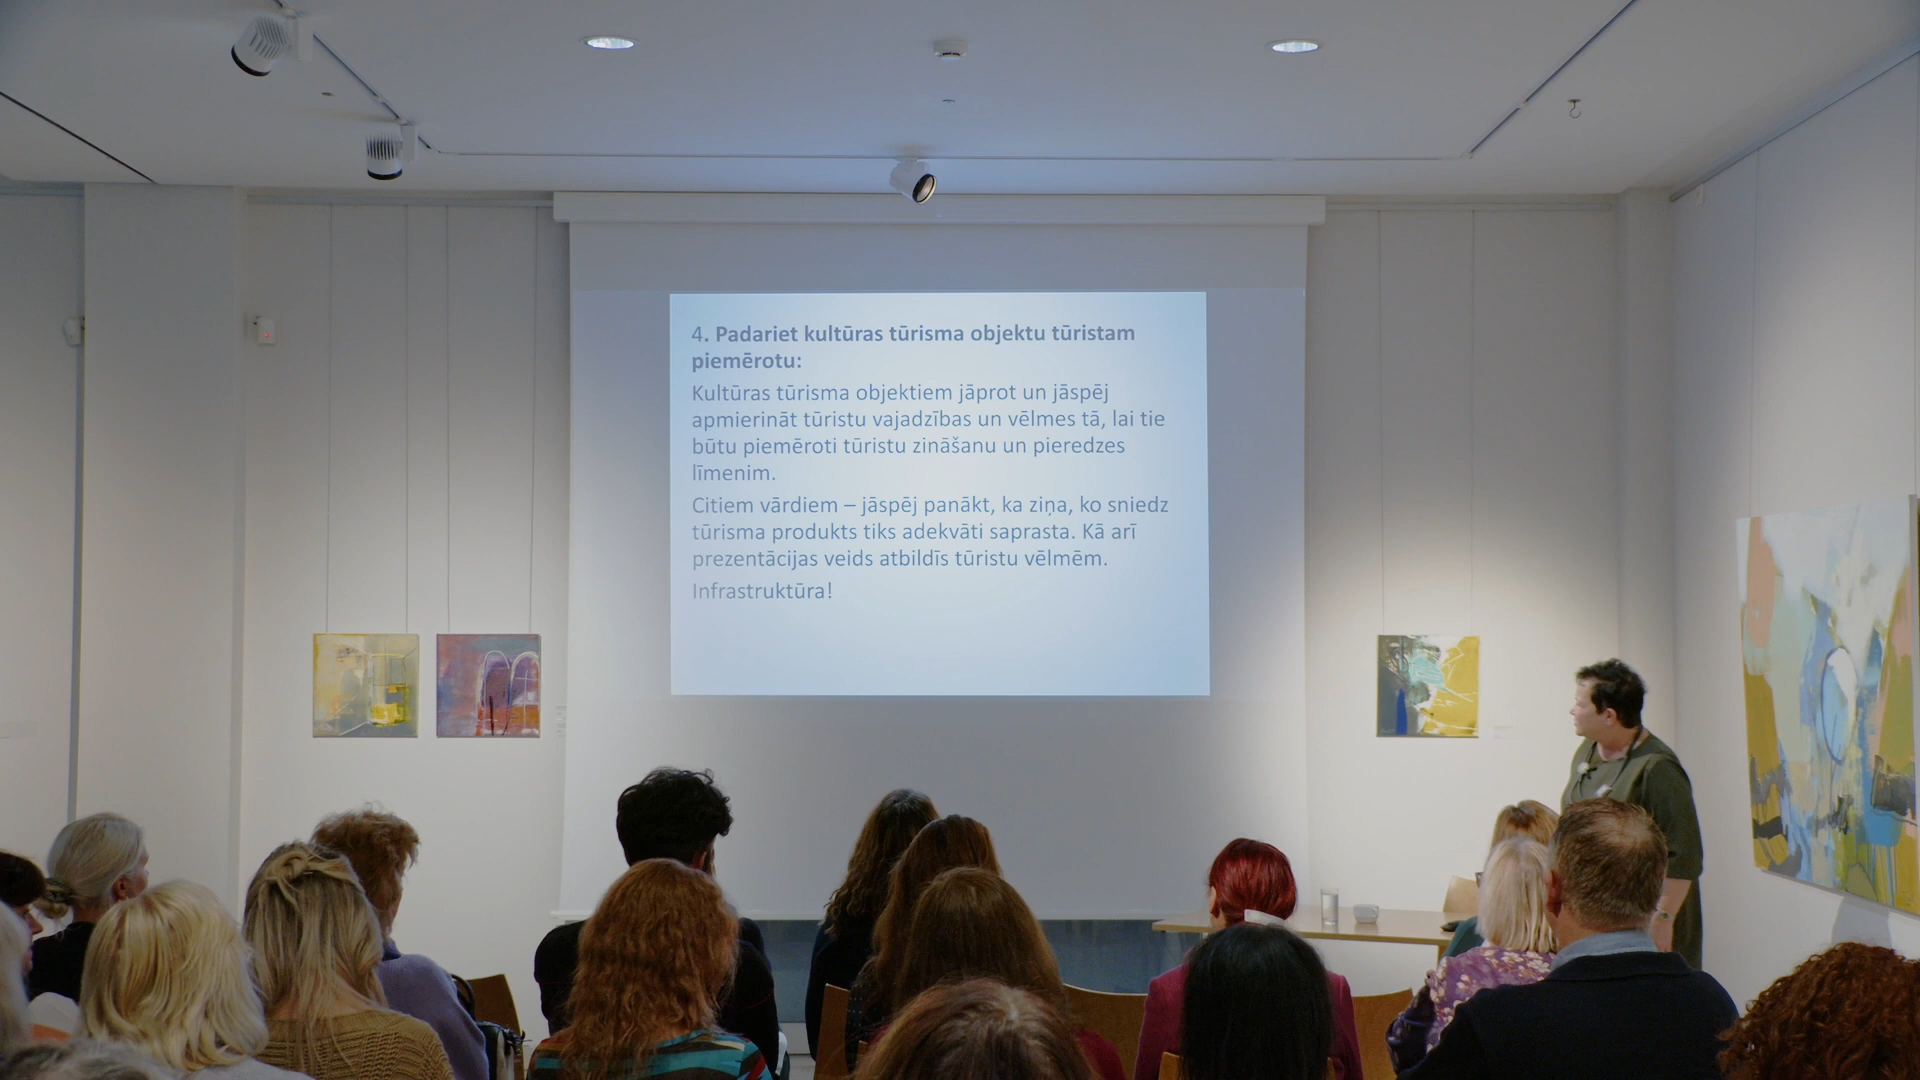 4. Padariet kultūras tūrisma objektu tūristam
piemērotu:
Kultūras tūrisma objektiem jāprot un jāspēj
apmierināt tūristu vajadzības un vēlmes tā, lai tie
būtu piemēroti tūristu zināšanu un pieredzes
līmenim.
Citiem vārdiem – jāspēj panākt, ka ziņa, ko sniedz
tūrisma produkts tiks adekvāti saprasta. Kā arī
prezentācijas veids atbildīs tūristu vēlmēm.
Infrastruktūra!